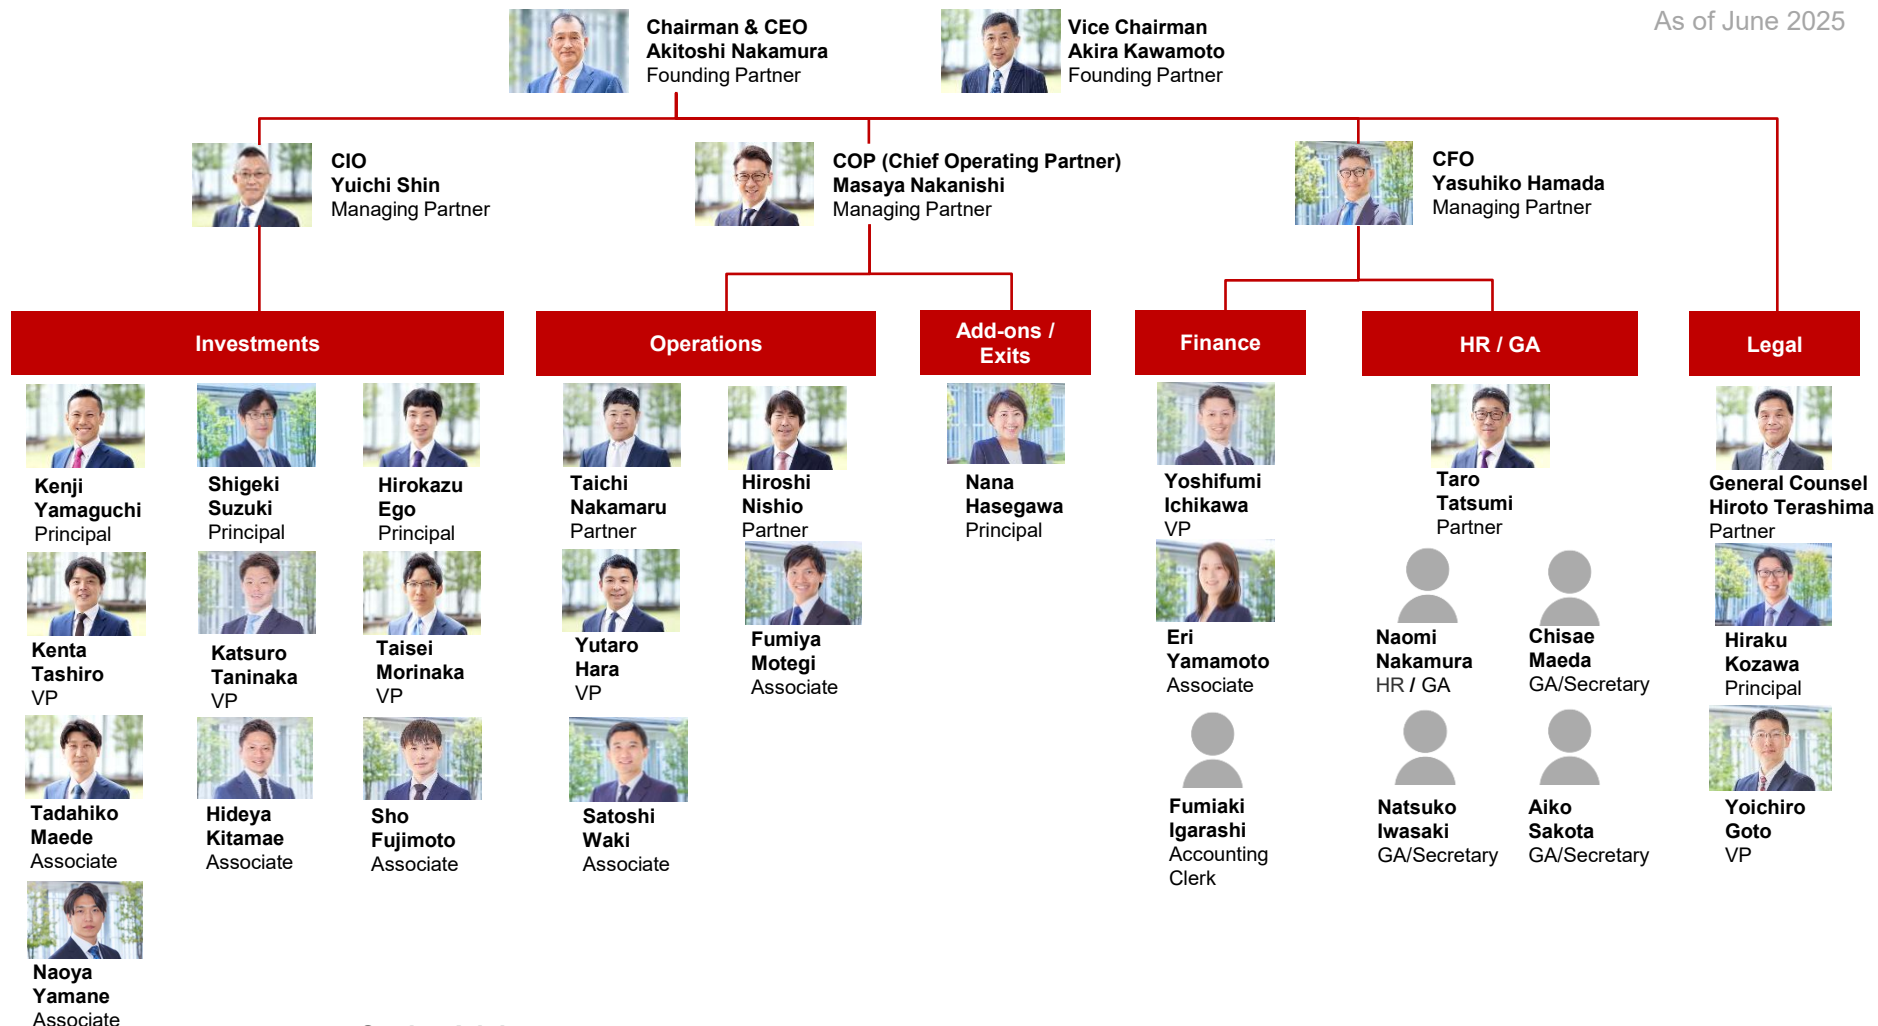 As of June 2025
Chairman & CEO
Akitoshi Nakamura
Founding Partner
Vice Chairman
Akira Kawamoto
Founding Partner
CIO
Yuichi Shin
Managing Partner
COP (Chief Operating Partner)
Masaya Nakanishi
Managing Partner
CFO
Yasuhiko Hamada
Managing Partner
Investments
Kenji
Yamaguchi
Principal
Shigeki
Suzuki
Principal
Hirokazu
Ego
Principal
Kenta
Tashiro
VP
Katsuro
Taninaka
VP
Taisei
Morinaka
VP
Tadahiko
Maede
Associate
Hideya
Kitamae
Associate
Sho
Fujimoto
Associate
Naoya
Yamane
Associate
Operations
Taichi
Nakamaru
Partner
Hiroshi
Nishio
Partner
Yutaro
Hara
VP
Fumiya
Motegi
Associate
Satoshi
Waki
Associate
Add-ons /
Exits
Nana
Hasegawa
Principal
Finance
Yoshifumi
Ichikawa
VP
Eri
Yamamoto
Associate
Fumiaki
Igarashi
Accounting
Clerk
HR / GA
Taro
Tatsumi
Partner
Naomi
Nakamura
HR / GA
Chisae
Maeda
GA/Secretary
Natsuko
Iwasaki
GA/Secretary
Aiko
Sakota
GA/Secretary
Legal
General Counsel
Hiroto Terashima
Partner
Hiraku
Kozawa
Principal
Yoichiro
Goto
VP